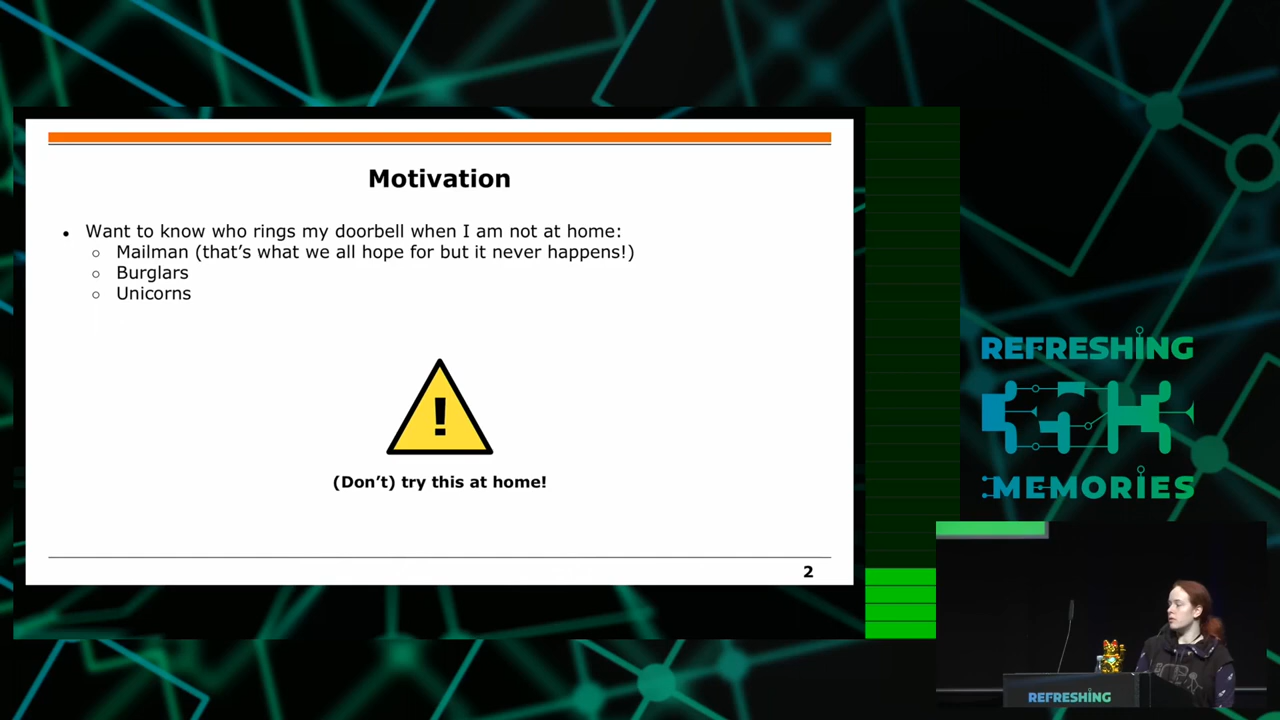 Motivation
• Want to know who rings my doorbell when I am not at home:
○ Mailman (that's what we all hope for but it never happens!)
○ Burglars
○ Unicorns
!
(Don't) try this at home!
2
REFRESHING
MEMORIES
REFRESHING